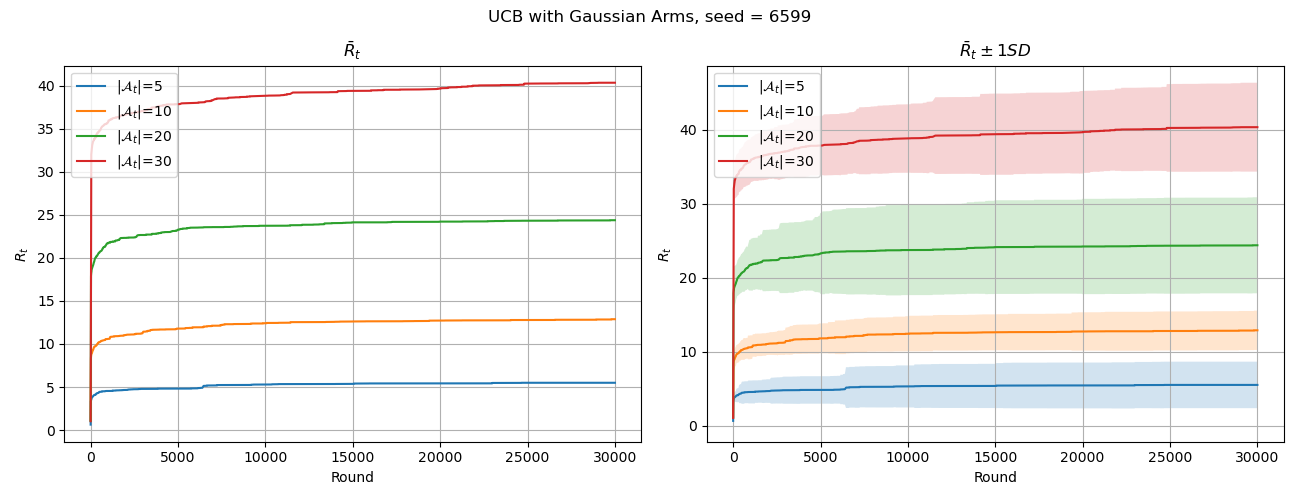 UCB with Gaussian Arms, seed = 6599
R̄ₜ
|𝒜ₜ|=5
|𝒜ₜ|=10
|𝒜ₜ|=20
|𝒜ₜ|=30
Rₜ
40
35
30
25
20
15
10
5
0
0 5000 10000 15000 20000 25000 30000
Round
R̄ₜ ± 1SD
|𝒜ₜ|=5
|𝒜ₜ|=10
|𝒜ₜ|=20
|𝒜ₜ|=30
Rₜ
40
30
20
10
0
0 5000 10000 15000 20000 25000 30000
Round